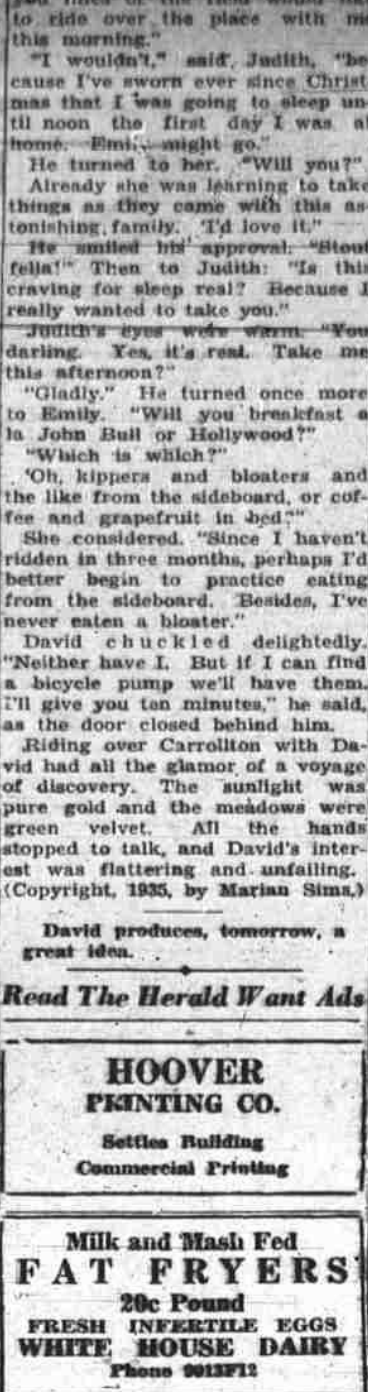 to ride over the place with me
this morning."
"I wouldn't," said Judith, "be
cause I've sworn ever since Christ
mas that I was going to sleep un
til noon the first day I was at
home. might go."
He turned to her. "Will you?"
Already she was learning to take
things as they came with this as
tonishing family. 'I'd love it."
He smiled his approval. "Stout
fella!" Then to Judith: "Is this
craving for sleep real? Because I
really wanted to take you."
Judith's eyes were warm. "You
darling. Yes, it's real. Take me
this afternoon?"
"Gladly." He turned once more
to Emily. "Will you breakfast a
la John Bull or Hollywood?"
"Which is which?"
'Oh, kippers and bloaters and
the like from the sideboard, or cof-
fee and grapefruit in bed?"
She considered. "Since I haven't
ridden in three months, perhaps I'd
better begin to practice eating
from the sideboard. Besides, I've
never eaten a bloater."
David chuckled delightedly.
"Neither have I. But if I can find
a bicycle pump we'll have them.
I'll give you ten minutes," he said,
as the door closed behind him.
Riding over Carrollton with Da-
vid had all the glamor of a voyage
of discovery. The sunlight was
pure gold and the meadows were
green velvet. All the hands
stopped to talk, and David's inter-
est was flattering and unfailing.
(Copyright, 1935, by Marian Sims.)
David produces, tomorrow, a
great idea.
Read The Herald Want Ads
HOOVER
PRINTING CO.
Settles Building
Commercial Printing
Milk and Mash Fed
FAT FRYERS
20c Pound
FRESH INFERTILE EGGS
WHITE HOUSE DAIRY
Phone 9013F12